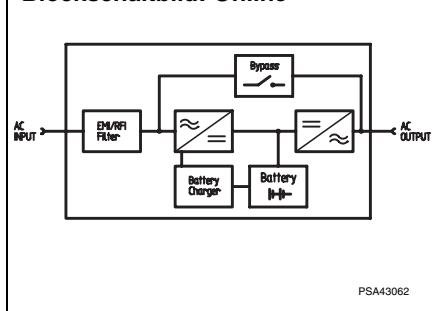 Blockschaltbild: Online
Bypass
AC
INPUT
EMI/RFI
Filter
AC
OUTPUT
Battery
Charger
Battery
PSA43062